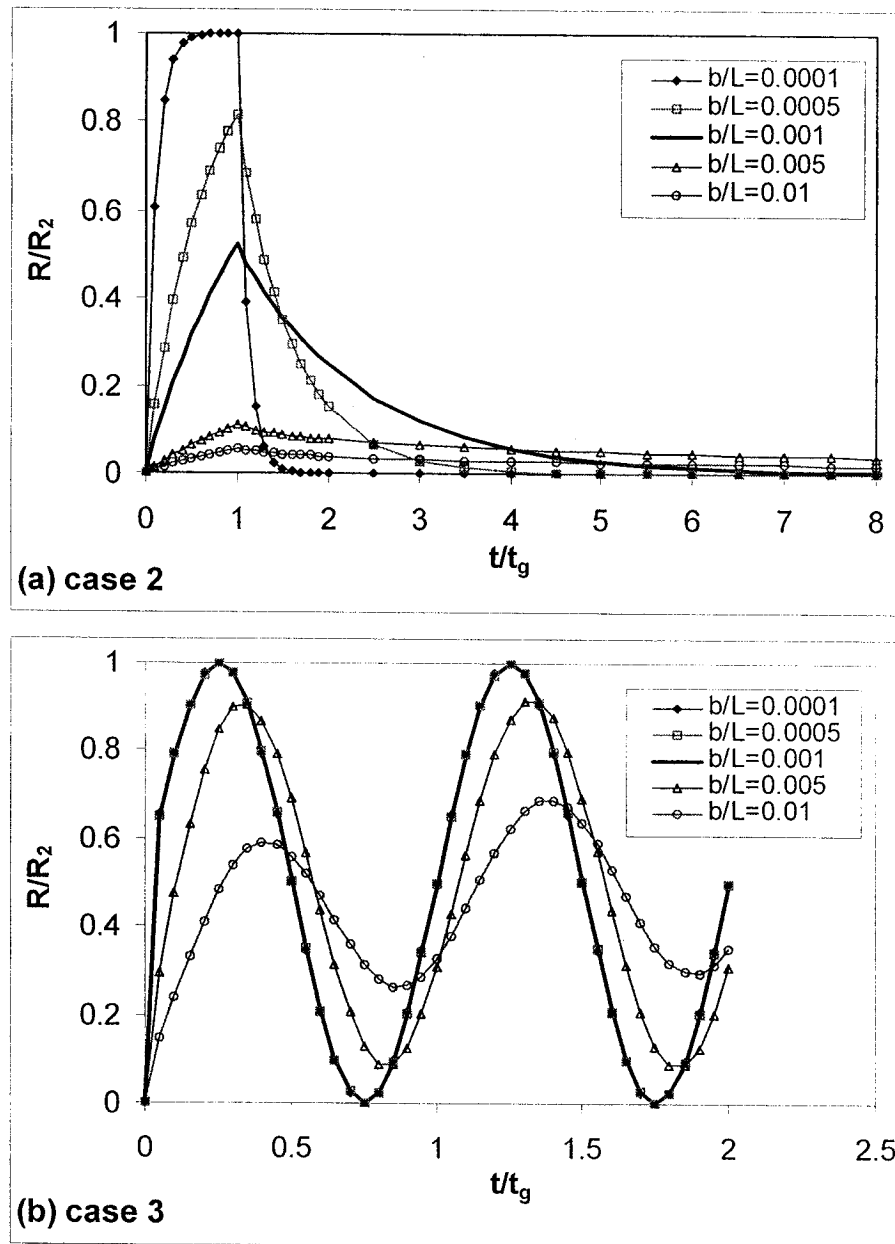 1
0.8
0.6
0.4
0.2
0
R/R2
b/L=0.0001
b/L=0.0005
b/L=0.001
b/L=0.005
b/L=0.01
0 1 2 3 4 5 6 7 8
t/tg
(a) case 2
1
0.8
0.6
0.4
0.2
0
R/R2
b/L=0.0001
b/L=0.0005
b/L=0.001
b/L=0.005
b/L=0.01
0 0.5 1 1.5 2 2.5
t/tg
(b) case 3